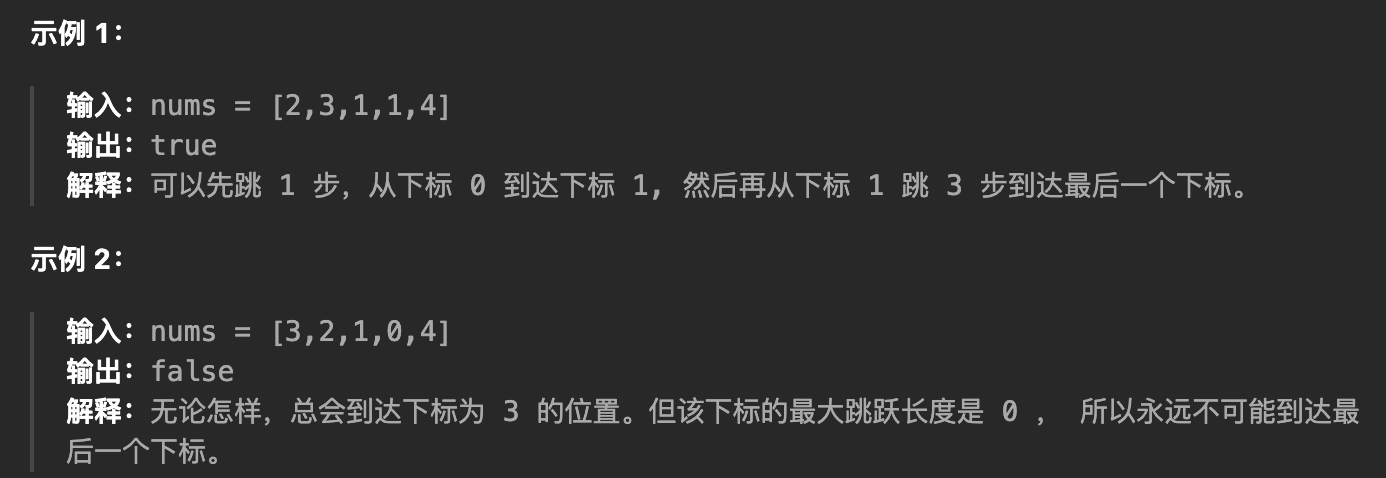 示例 1：
输入：nums = [2,3,1,1,4]
输出：true
解释：可以先跳 1 步，从下标 0 到达下标 1, 然后再从下标 1 跳 3 步到达最后一个下标。
示例 2：
输入：nums = [3,2,1,0,4]
输出：false
解释：无论怎样，总会到达下标为 3 的位置。但该下标的最大跳跃长度是 0 ， 所以永远不可能到达最
后一个下标。